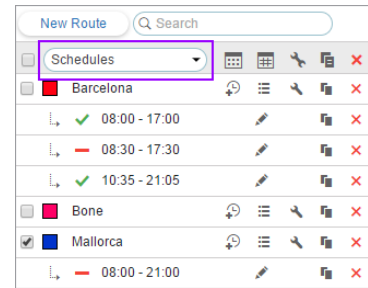 New Route Search
Schedules
Barcelona
08:00 - 17:00
08:30 - 17:30
10:35 - 21:05
Bone
Mallorca
08:00 - 21:00